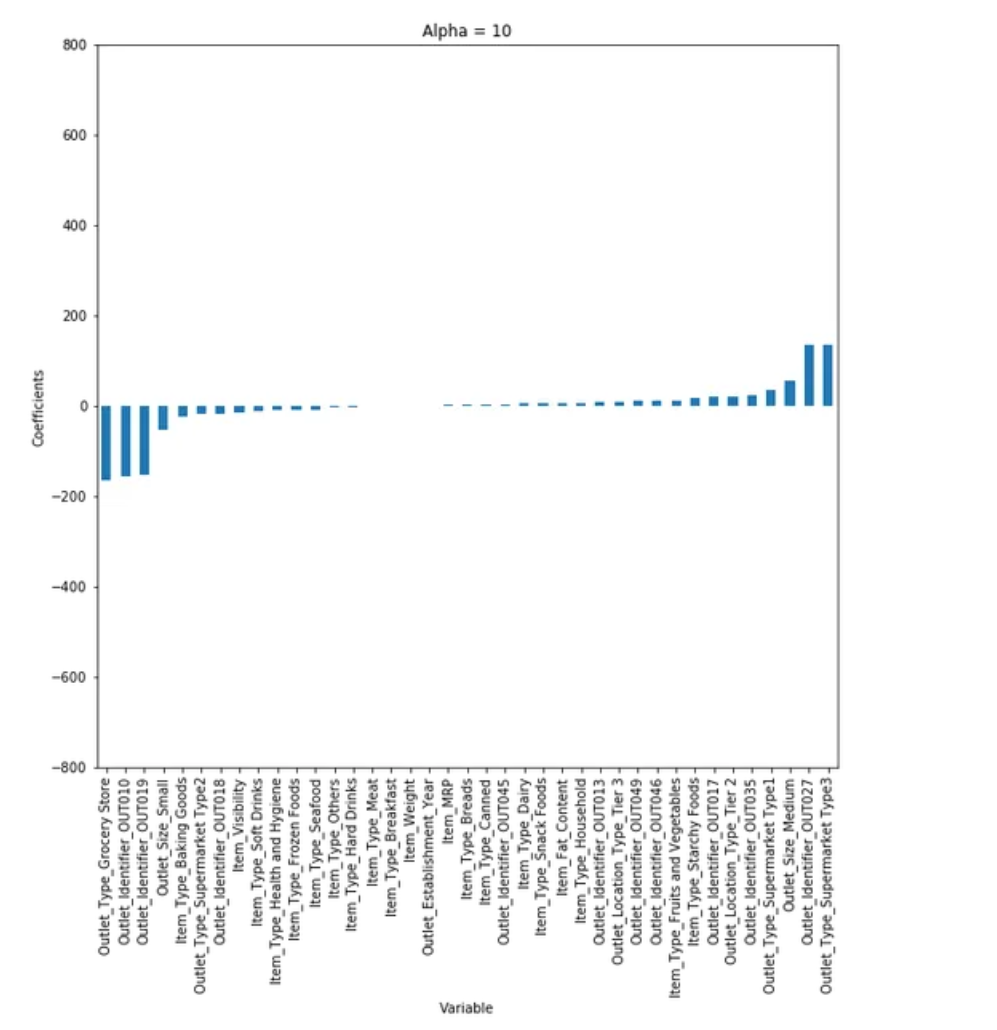 Alpha = 10
800
600
400
200
0
−200
−400
−600
−800
Coefficients
Outlet_Type_Grocery Store
Outlet_Identifier_OUT010
Outlet_Identifier_OUT019
Outlet_Size_Small
Item_Type_Baking Goods
Outlet_Type_Supermarket Type2
Outlet_Identifier_OUT018
Item_Visibility
Item_Type_Soft Drinks
Item_Type_Health and Hygiene
Item_Type_Frozen Foods
Item_Type_Seafood
Item_Type_Others
Item_Type_Hard Drinks
Item_Type_Meat
Item_Type_Breakfast
Item_Weight
Outlet_Establishment_Year
Item_MRP
Item_Type_Breads
Item_Type_Canned
Outlet_Identifier_OUT045
Item_Type_Dairy
Item_Type_Snack Foods
Item_Fat_Content
Item_Type_Household
Outlet_Identifier_OUT013
Outlet_Location_Type_Tier 3
Outlet_Identifier_OUT049
Outlet_Identifier_OUT046
Item_Type_Fruits and Vegetables
Item_Type_Starchy Foods
Outlet_Identifier_OUT017
Outlet_Location_Type_Tier 2
Outlet_Identifier_OUT035
Outlet_Type_Supermarket Type1
Outlet_Size_Medium
Outlet_Identifier_OUT027
Outlet_Type_Supermarket Type3
Variable